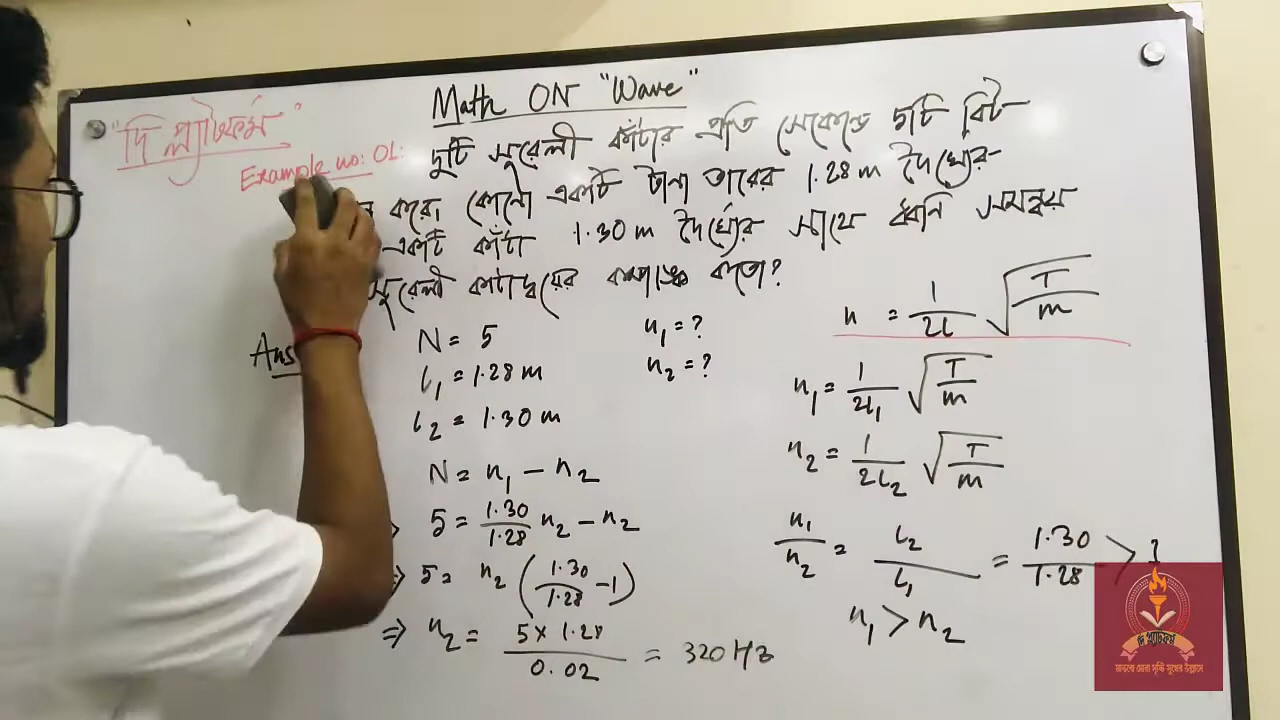 Math ON "Wave"
"দি প্ল্যাটফর্ম"
Example no: 01:
দুটি সুরেলী কাঁটার প্রতি সেকেন্ডে 5টি বিট
করে, কোনো একটি টানা তারের 1.28 m দৈর্ঘ্যের
একটি কাঁটা 1.30 m দৈর্ঘ্যের সাথে ধ্বনি সমন্বয়
সুরেলী কাঁটাদ্বয়ের কম্পাঙ্ক কতো?
Ans
N = 5
l₁ = 1.28 m
l₂ = 1.30 m
n₁ = ?
n₂ = ?
N = n₁ − n₂
5 = 1.30/1.28 n₂ − n₂
⇒ 5 = n₂ (1.30/1.28 − 1)
⇒ n₂ = 5 × 1.28 / 0.02 = 320 Hz
n = 1/2l √T/m
n₁ = 1/2l₁ √T/m
n₂ = 1/2l₂ √T/m
n₁/n₂ = l₂/l₁ = 1.30/1.28 > 1
n₁ > n₂
দি প্ল্যাটফর্ম